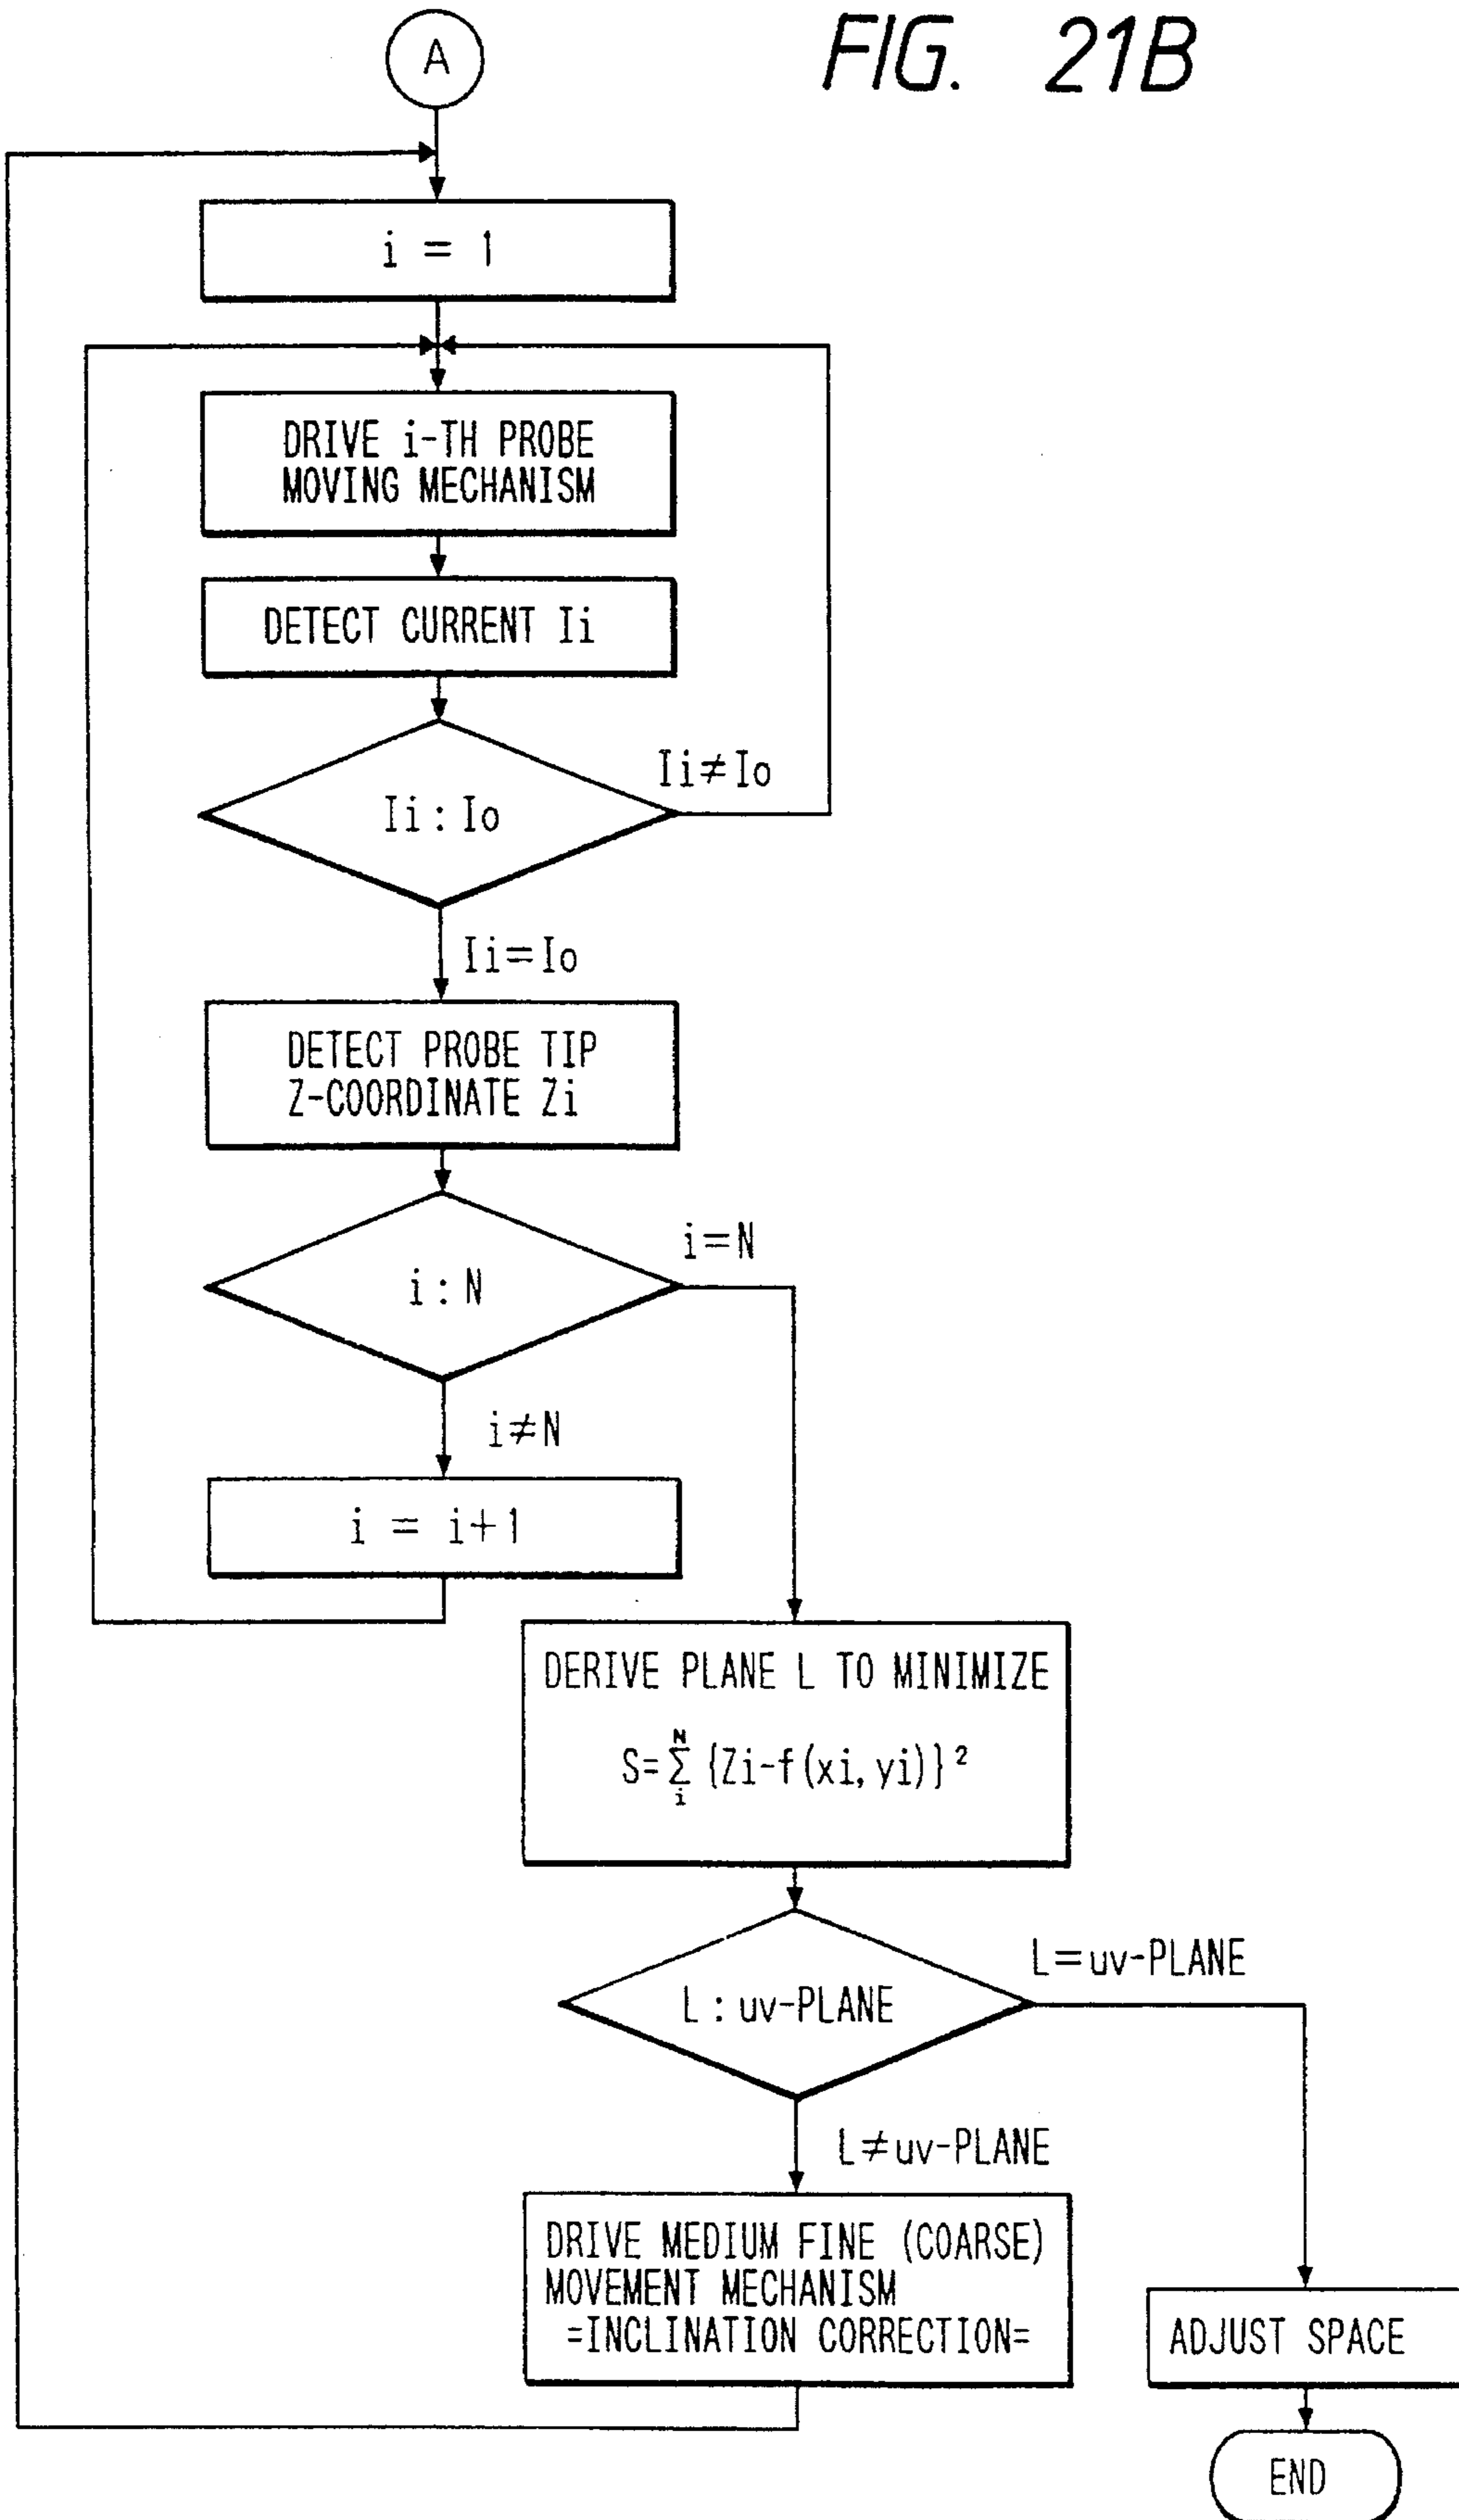 FIG. 21B
A
i = 1
DRIVE i-TH PROBE
MOVING MECHANISM
DETECT CURRENT Ii
Ii≠Io
Ii : Io
Ii=Io
DETECT PROBE TIP
Z-COORDINATE Zi
i=N
i : N
i≠N
i = i+1
DERIVE PLANE L TO MINIMIZE
S=∑_i^N {Zi-f(xi, yi)}²
L=uv-PLANE
L : uv-PLANE
L≠uv-PLANE
DRIVE MEDIUM FINE (COARSE)
MOVEMENT MECHANISM
=INCLINATION CORRECTION=
ADJUST SPACE
END